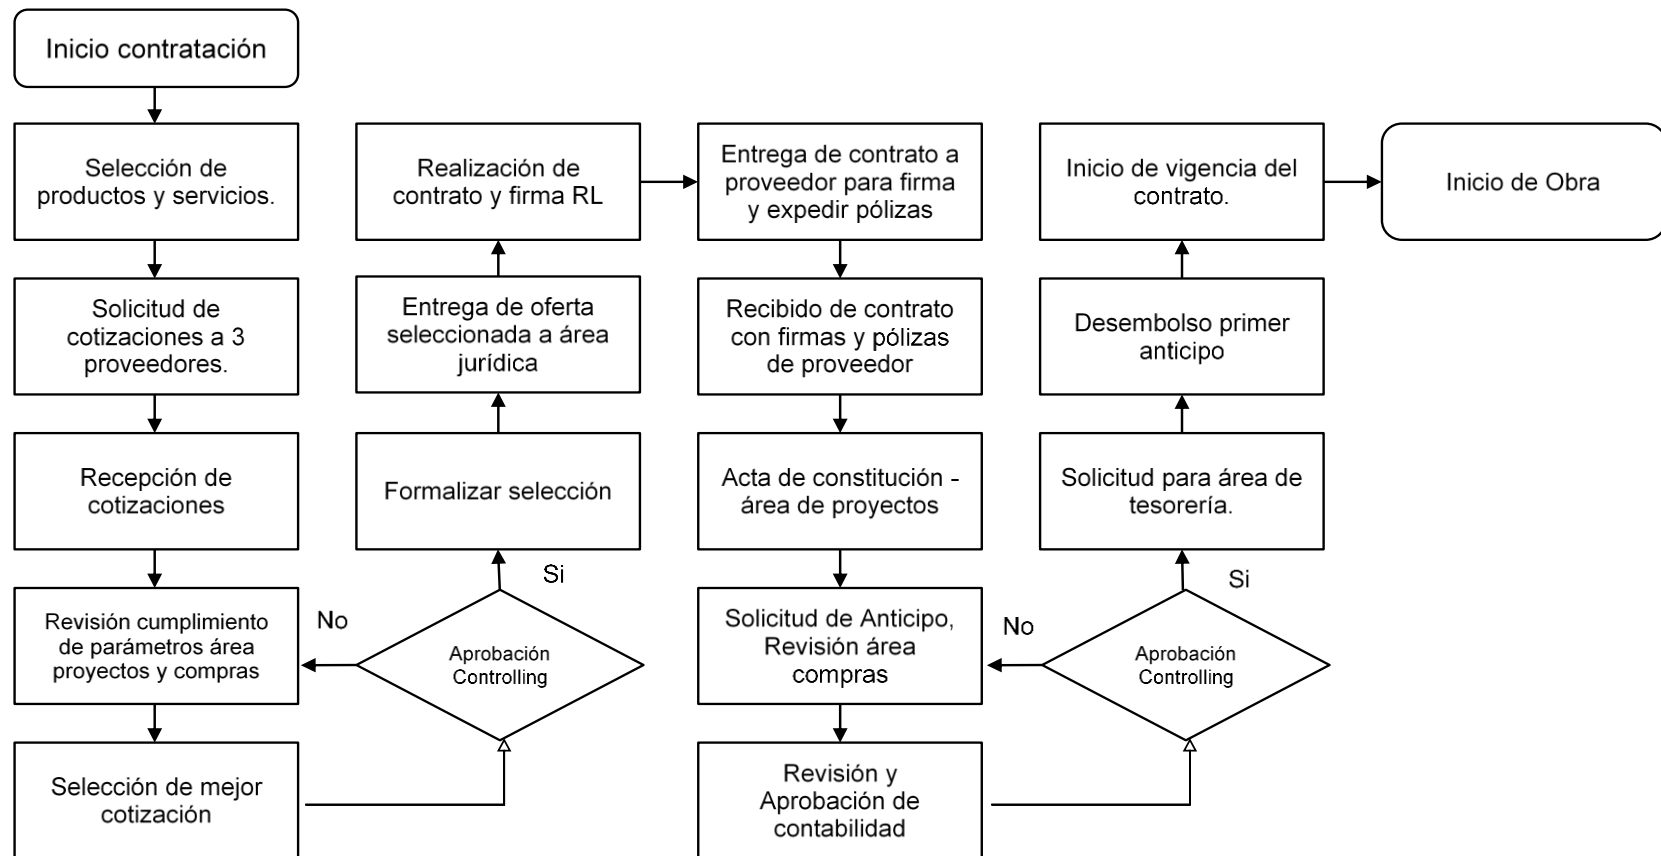 Inicio contratación
Selección de
productos y servicios.
Solicitud de
cotizaciones a 3
proveedores.
Recepción de
cotizaciones
Revisión cumplimiento
de parámetros área
proyectos y compras
Selección de mejor
cotización
Aprobación
Controlling
No
Si
Formalizar selección
Entrega de oferta
seleccionada a área
jurídica
Realización de
contrato y firma RL
Entrega de contrato a
proveedor para firma
y expedir pólizas
Recibido de contrato
con firmas y pólizas
de proveedor
Acta de constitución -
área de proyectos
Solicitud de Anticipo,
Revisión área
compras
Revisión y
Aprobación de
contabilidad
Aprobación
Controlling
No
Si
Solicitud para área de
tesorería.
Desembolso primer
anticipo
Inicio de vigencia del
contrato.
Inicio de Obra